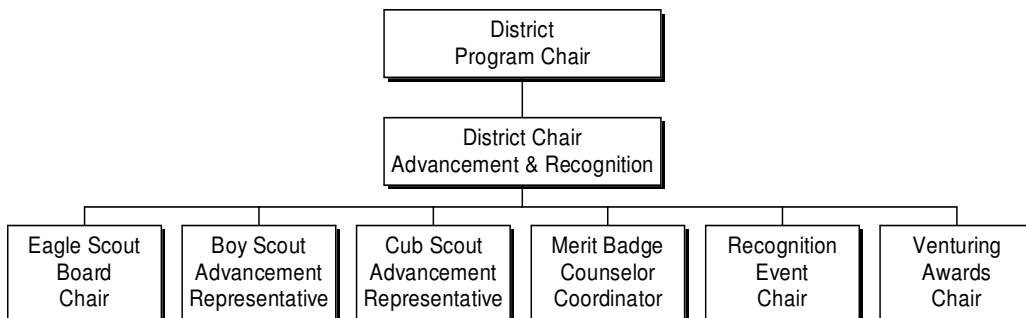 District
Program Chair
District Chair
Advancement & Recognition
Eagle Scout
Board
Chair
Boy Scout
Advancement
Representative
Cub Scout
Advancement
Representative
Merit Badge
Counselor
Coordinator
Recognition
Event
Chair
Venturing
Awards
Chair